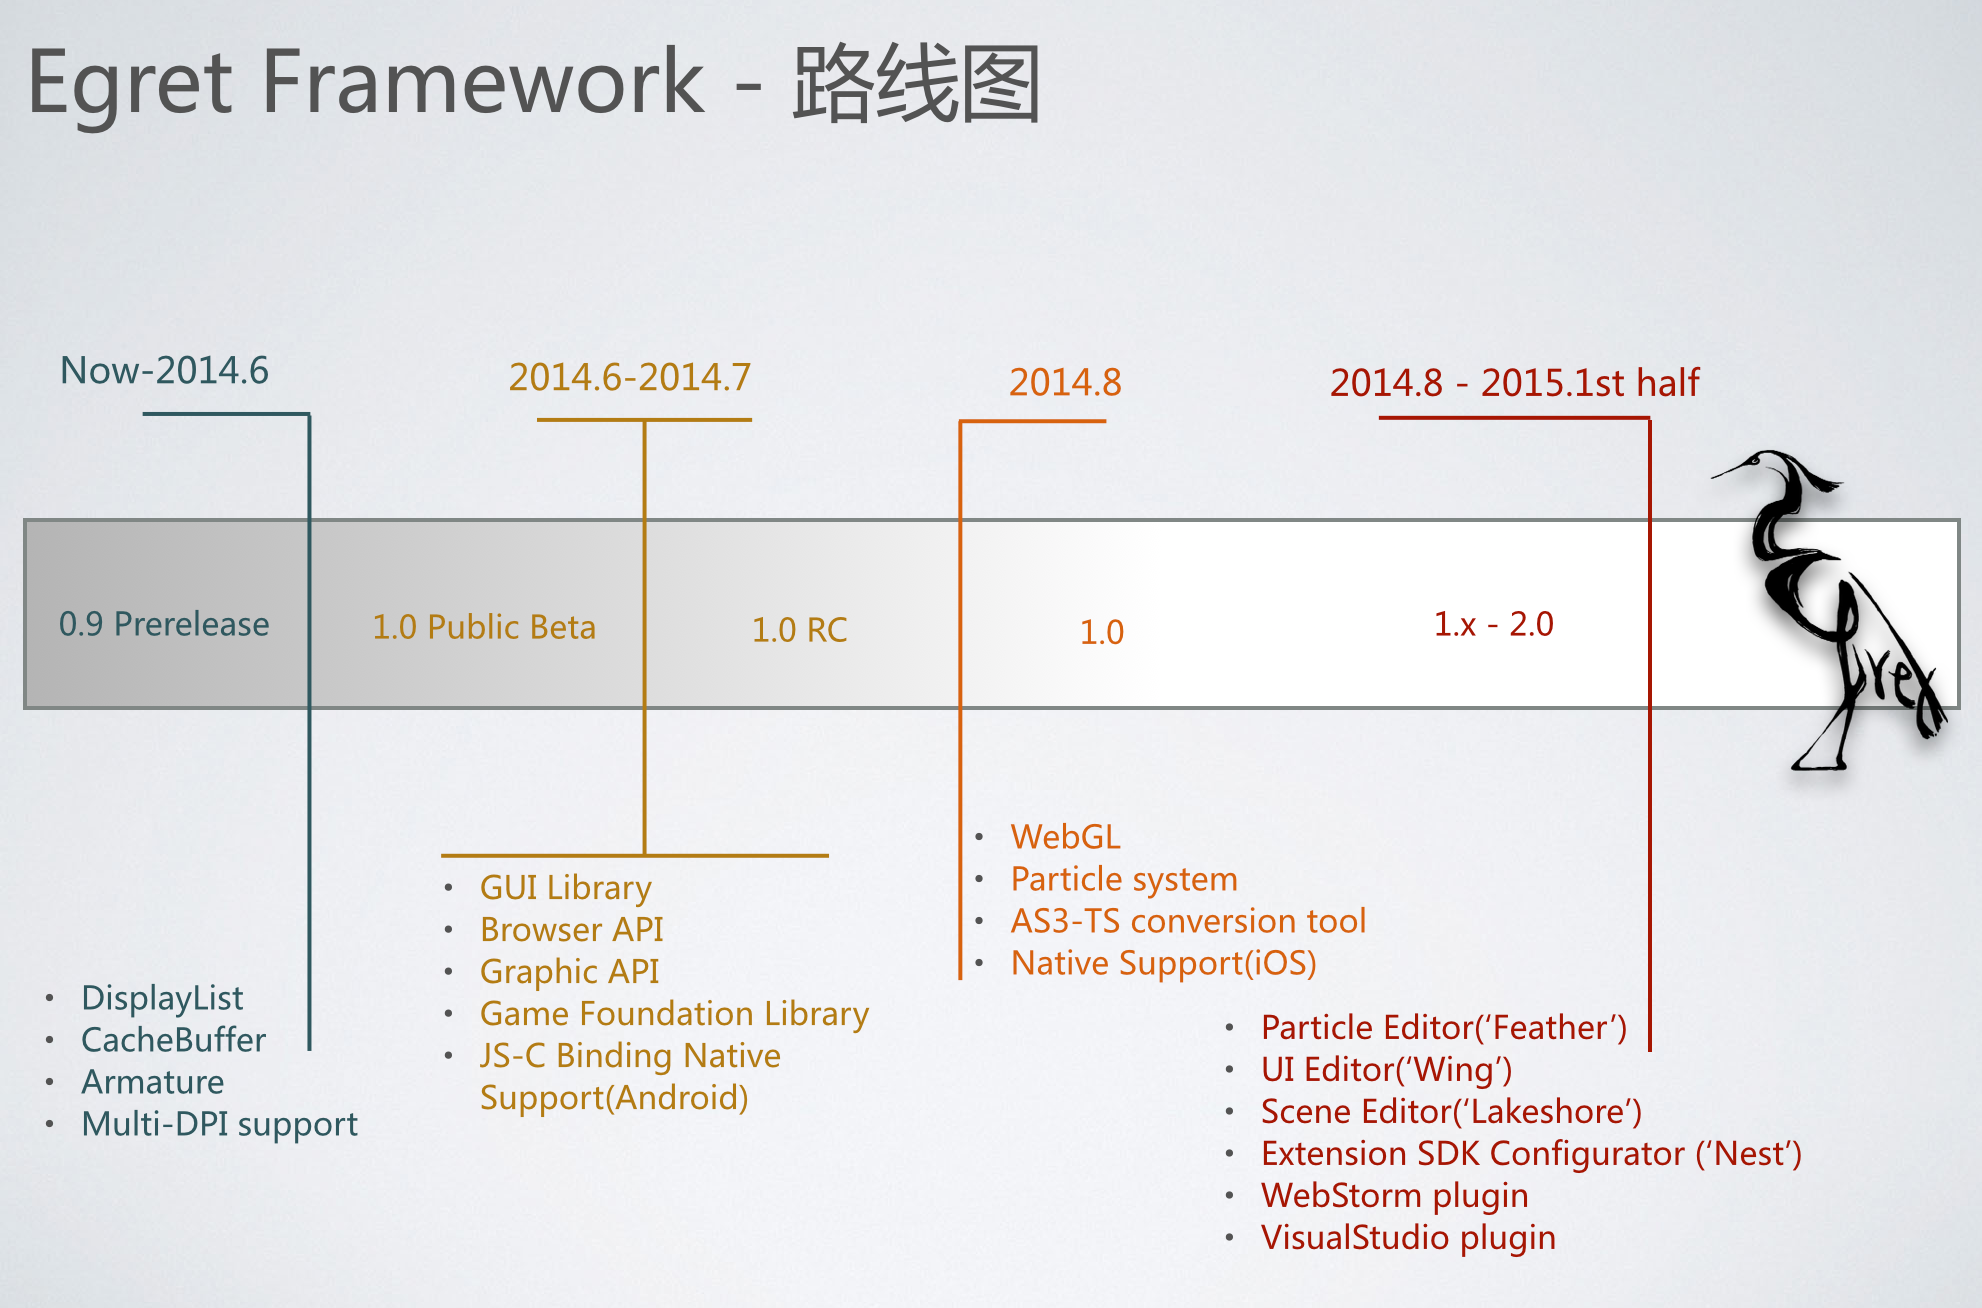 Egret Framework - 路线图
Now-2014.6
2014.6-2014.7
2014.8
2014.8 - 2015.1st half
0.9 Prerelease
1.0 Public Beta
1.0 RC
1.0
1.x - 2.0
Egret
• DisplayList
• CacheBuffer
• Armature
• Multi-DPI support
• GUI Library
• Browser API
• Graphic API
• Game Foundation Library
• JS-C Binding Native
Support(Android)
• WebGL
• Particle system
• AS3-TS conversion tool
• Native Support(iOS)
• Particle Editor(‘Feather’)
• UI Editor(‘Wing’)
• Scene Editor(‘Lakeshore’)
• Extension SDK Configurator (‘Nest’)
• WebStorm plugin
• VisualStudio plugin